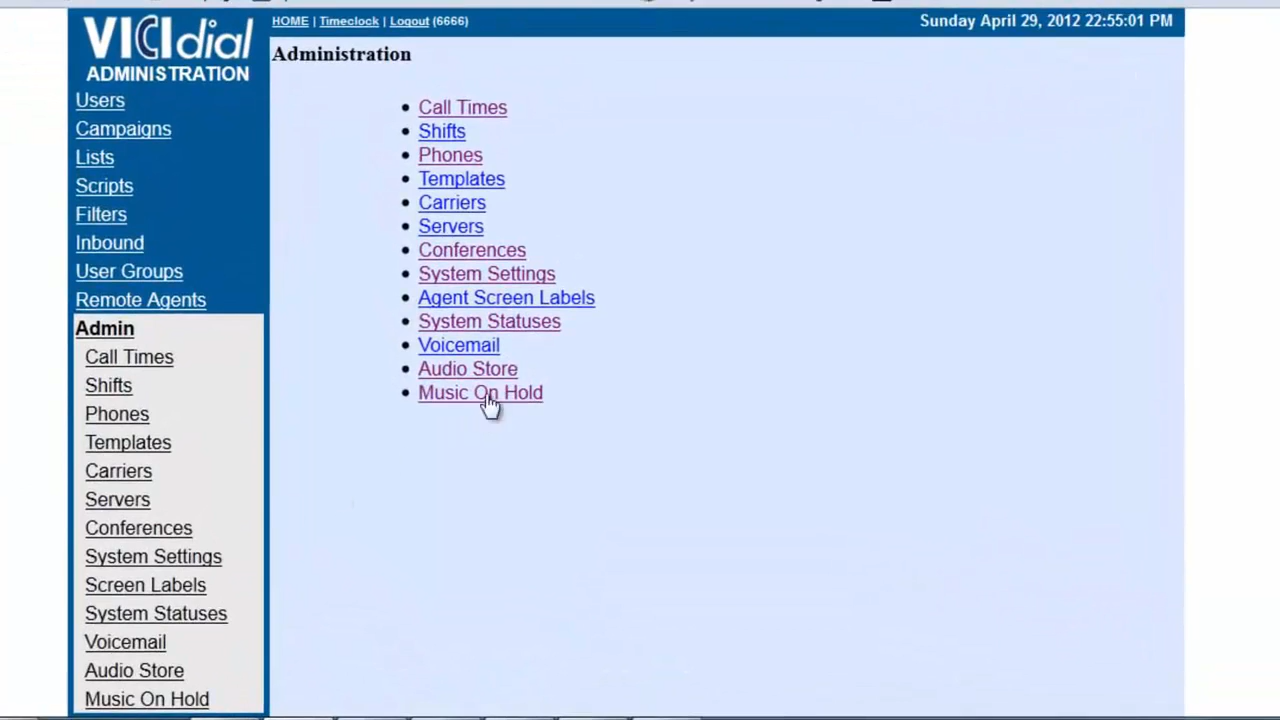 VICIdial
ADMINISTRATION
HOME | Timeclock | Logout (6666)
Sunday April 29, 2012 22:55:01 PM
Users
Campaigns
Lists
Scripts
Filters
Inbound
User Groups
Remote Agents
Admin
Call Times
Shifts
Phones
Templates
Carriers
Servers
Conferences
System Settings
Screen Labels
System Statuses
Voicemail
Audio Store
Music On Hold
Administration
• Call Times
• Shifts
• Phones
• Templates
• Carriers
• Servers
• Conferences
• System Settings
• Agent Screen Labels
• System Statuses
• Voicemail
• Audio Store
• Music On Hold